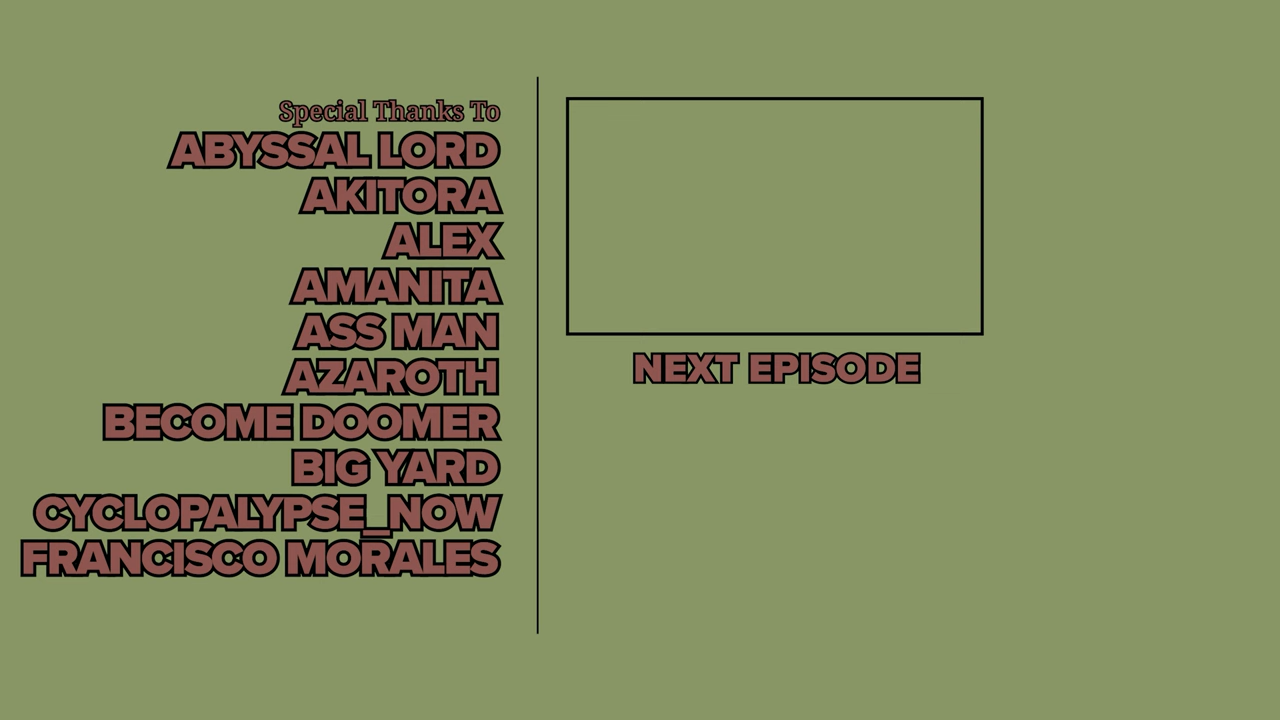 Special Thanks To
ABYSSAL LORD
AKITORA
ALEX
AMANITA
ASS MAN
AZAROTH
BECOME DOOMER
BIG YARD
CYCLOPALYPSE_NOW
FRANCISCO MORALES
NEXT EPISODE